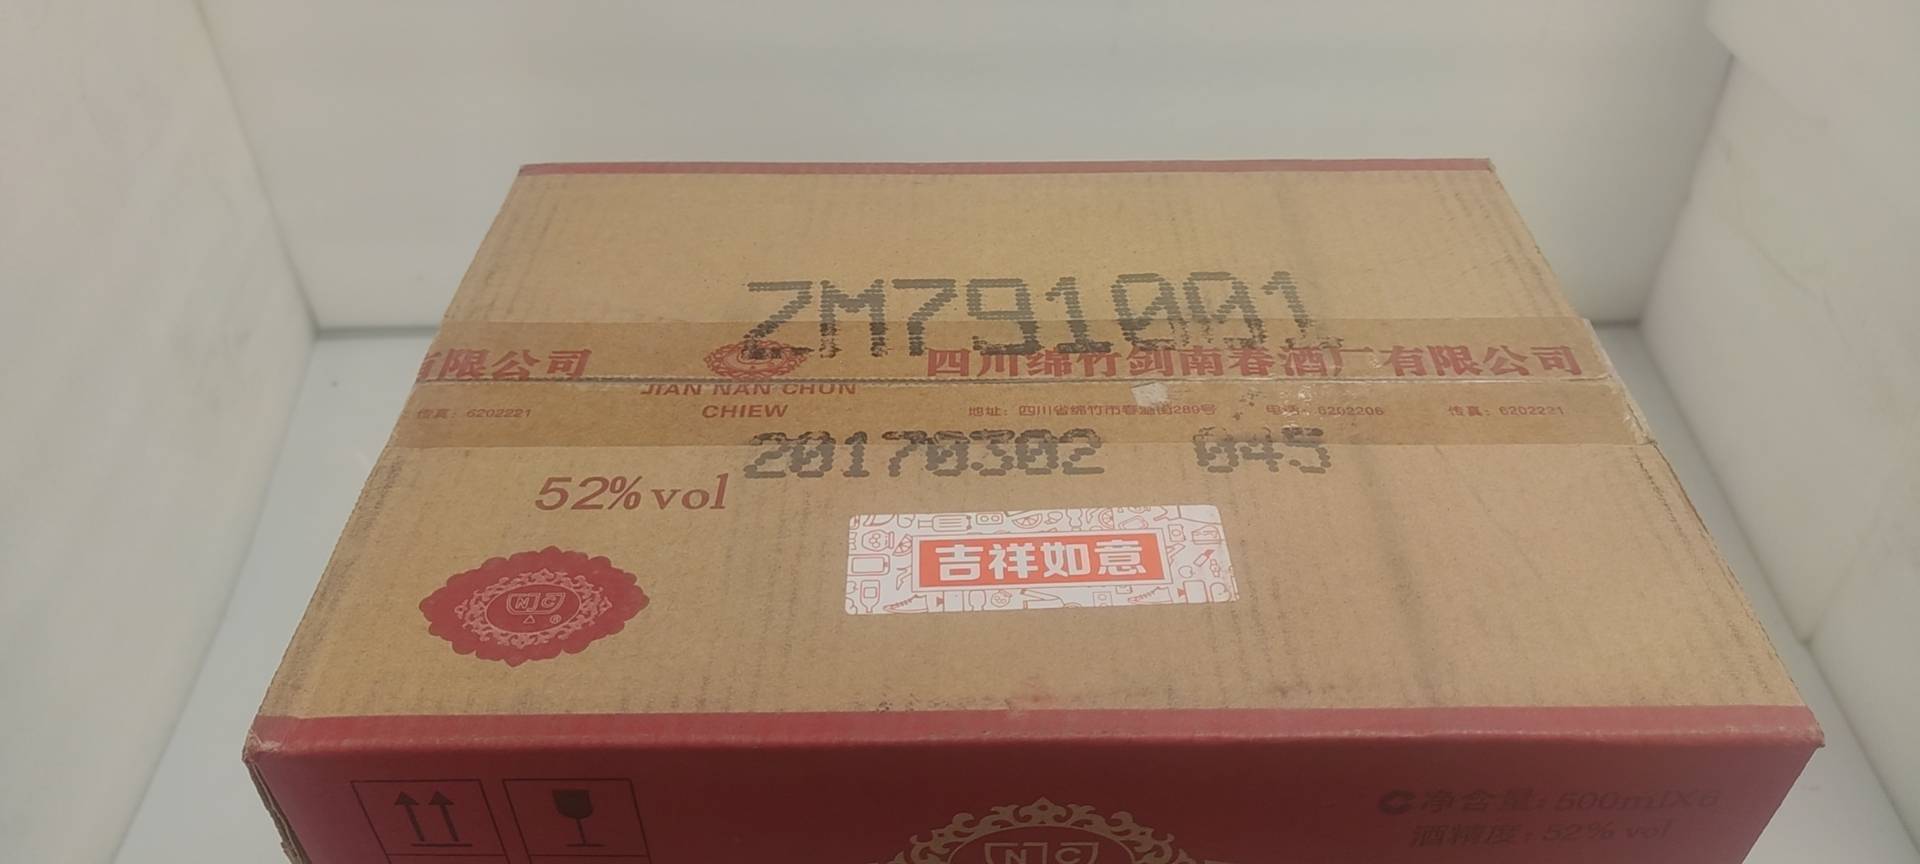 ZM791001
有限公司 四川绵竹剑南春酒厂有限公司
JIAN NAN CHUN
CHIEW
传真：6202221 地址：四川省绵竹市春溢街289号 电话：6202206 传真：6202221
20170302 045
52%vol
NC
吉祥如意
净含量：500mlX6
酒精度：52% vol
NC